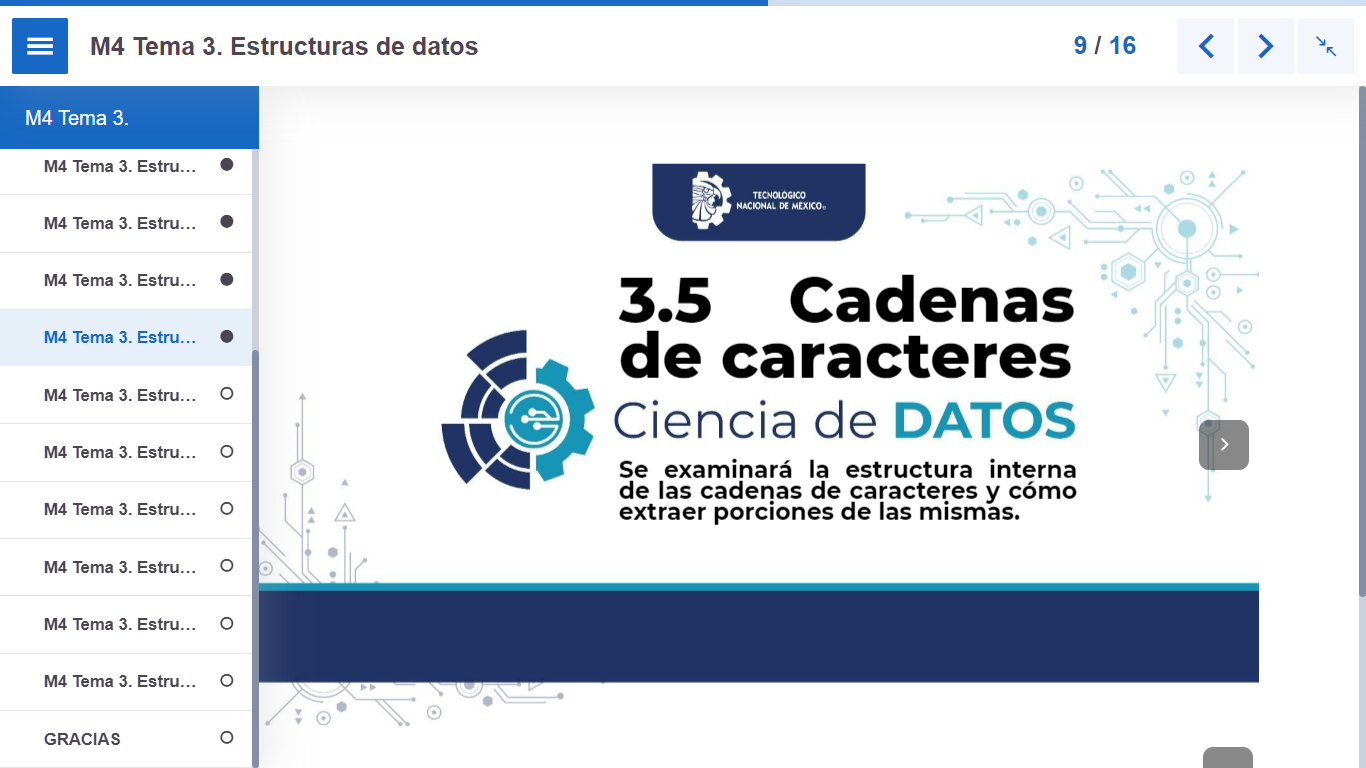 M4 Tema 3. Estructuras de datos
9 / 16
M4 Tema 3.
M4 Tema 3. Estru...
M4 Tema 3. Estru...
M4 Tema 3. Estru...
M4 Tema 3. Estru...
M4 Tema 3. Estru...
M4 Tema 3. Estru...
M4 Tema 3. Estru...
M4 Tema 3. Estru...
M4 Tema 3. Estru...
M4 Tema 3. Estru...
GRACIAS
TECNOLÓGICO
NACIONAL DE MÉXICO®
3.5 Cadenas
de caracteres
Ciencia de DATOS
Se examinará la estructura interna
de las cadenas de caracteres y cómo
extraer porciones de las mismas.